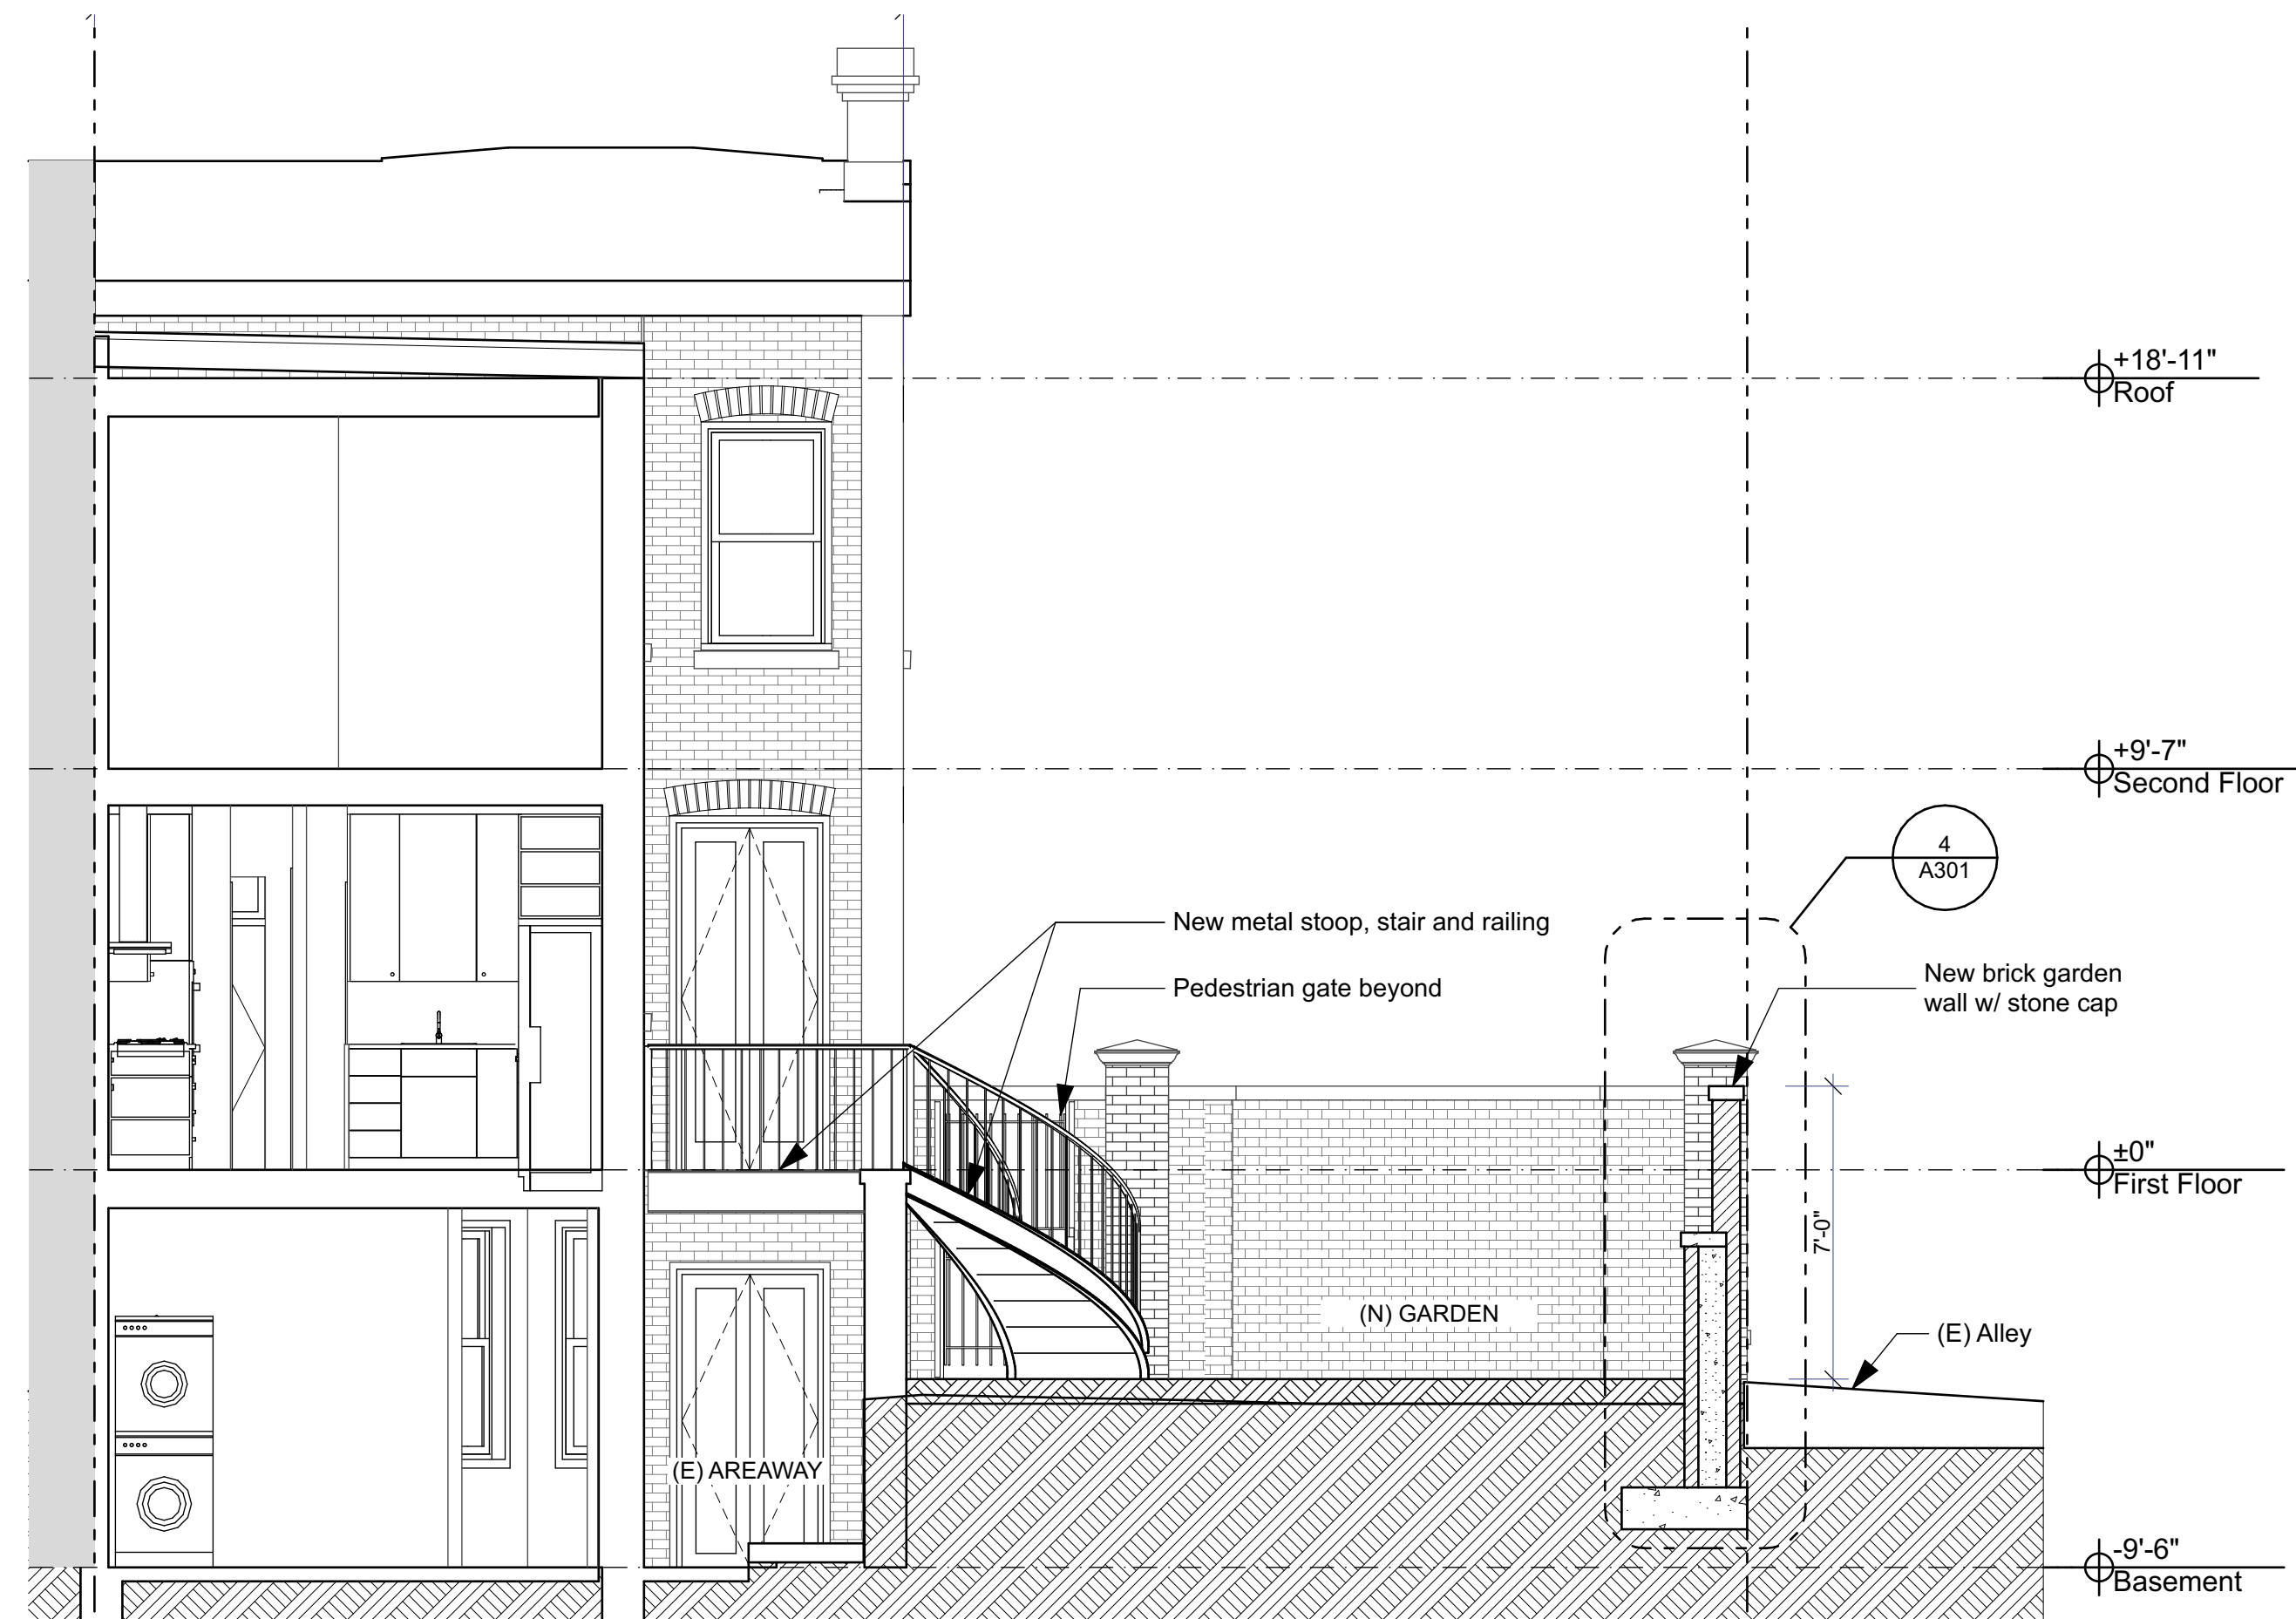 +18'-11"
Roof
+9'-7"
Second Floor
4
A301
New metal stoop, stair and railing
Pedestrian gate beyond
New brick garden
wall w/ stone cap
±0"
First Floor
7'-0"
(N) GARDEN
(E) Alley
(E) AREAWAY
-9'-6"
Basement